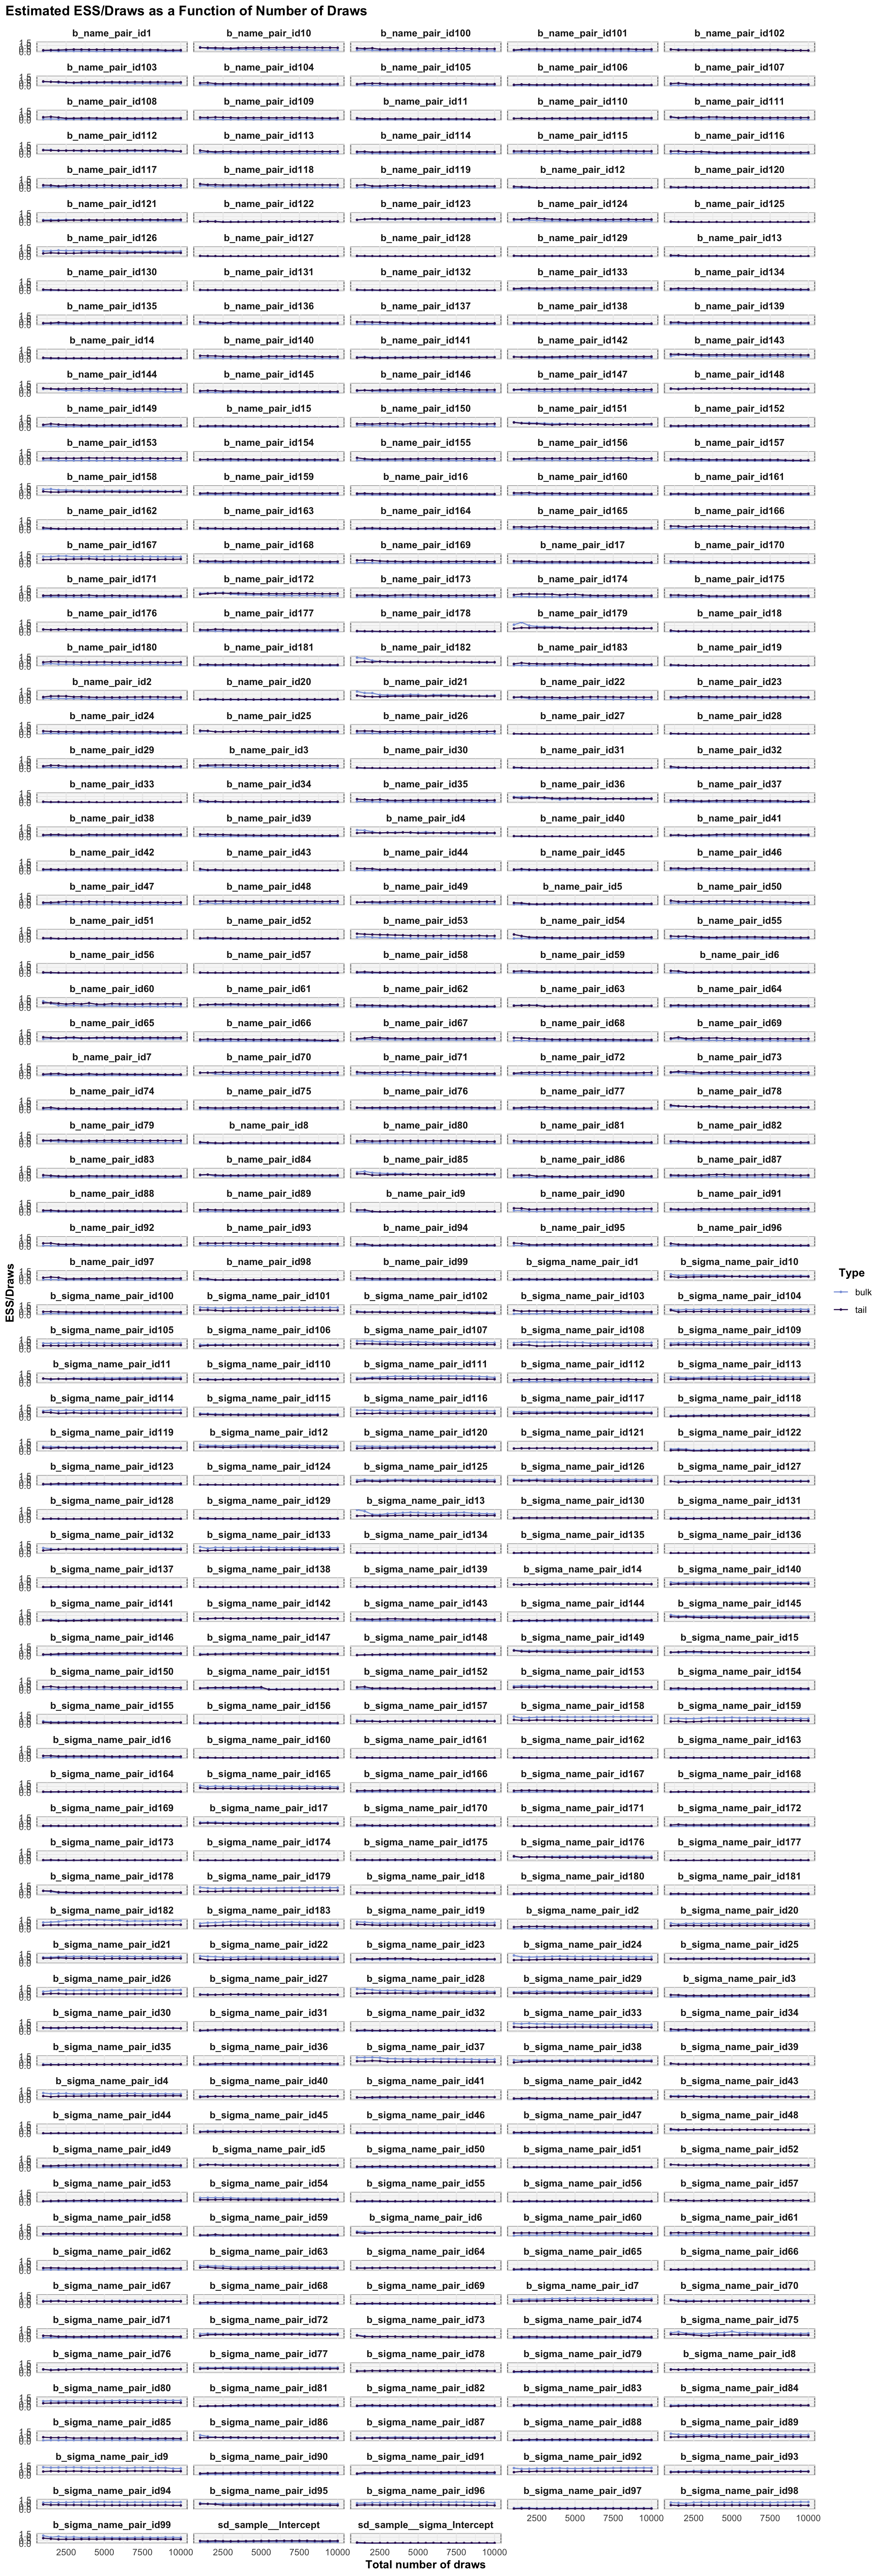 Estimated ESS/Draws as a Function of Number of Draws
b_name_pair_id1 b_name_pair_id10 b_name_pair_id100 b_name_pair_id101 b_name_pair_id102
b_name_pair_id103 b_name_pair_id104 b_name_pair_id105 b_name_pair_id106 b_name_pair_id107
b_name_pair_id108 b_name_pair_id109 b_name_pair_id11 b_name_pair_id110 b_name_pair_id111
b_name_pair_id112 b_name_pair_id113 b_name_pair_id114 b_name_pair_id115 b_name_pair_id116
b_name_pair_id117 b_name_pair_id118 b_name_pair_id119 b_name_pair_id12 b_name_pair_id120
b_name_pair_id121 b_name_pair_id122 b_name_pair_id123 b_name_pair_id124 b_name_pair_id125
b_name_pair_id126 b_name_pair_id127 b_name_pair_id128 b_name_pair_id129 b_name_pair_id13
b_name_pair_id130 b_name_pair_id131 b_name_pair_id132 b_name_pair_id133 b_name_pair_id134
b_name_pair_id135 b_name_pair_id136 b_name_pair_id137 b_name_pair_id138 b_name_pair_id139
b_name_pair_id14 b_name_pair_id140 b_name_pair_id141 b_name_pair_id142 b_name_pair_id143
b_name_pair_id144 b_name_pair_id145 b_name_pair_id146 b_name_pair_id147 b_name_pair_id148
b_name_pair_id149 b_name_pair_id15 b_name_pair_id150 b_name_pair_id151 b_name_pair_id152
b_name_pair_id153 b_name_pair_id154 b_name_pair_id155 b_name_pair_id156 b_name_pair_id157
b_name_pair_id158 b_name_pair_id159 b_name_pair_id16 b_name_pair_id160 b_name_pair_id161
b_name_pair_id162 b_name_pair_id163 b_name_pair_id164 b_name_pair_id165 b_name_pair_id166
b_name_pair_id167 b_name_pair_id168 b_name_pair_id169 b_name_pair_id17 b_name_pair_id170
b_name_pair_id171 b_name_pair_id172 b_name_pair_id173 b_name_pair_id174 b_name_pair_id175
b_name_pair_id176 b_name_pair_id177 b_name_pair_id178 b_name_pair_id179 b_name_pair_id18
b_name_pair_id180 b_name_pair_id181 b_name_pair_id182 b_name_pair_id183 b_name_pair_id19
b_name_pair_id2 b_name_pair_id20 b_name_pair_id21 b_name_pair_id22 b_name_pair_id23
b_name_pair_id24 b_name_pair_id25 b_name_pair_id26 b_name_pair_id27 b_name_pair_id28
b_name_pair_id29 b_name_pair_id3 b_name_pair_id30 b_name_pair_id31 b_name_pair_id32
b_name_pair_id33 b_name_pair_id34 b_name_pair_id35 b_name_pair_id36 b_name_pair_id37
b_name_pair_id38 b_name_pair_id39 b_name_pair_id4 b_name_pair_id40 b_name_pair_id41
b_name_pair_id42 b_name_pair_id43 b_name_pair_id44 b_name_pair_id45 b_name_pair_id46
b_name_pair_id47 b_name_pair_id48 b_name_pair_id49 b_name_pair_id5 b_name_pair_id50
b_name_pair_id51 b_name_pair_id52 b_name_pair_id53 b_name_pair_id54 b_name_pair_id55
b_name_pair_id56 b_name_pair_id57 b_name_pair_id58 b_name_pair_id59 b_name_pair_id6
b_name_pair_id60 b_name_pair_id61 b_name_pair_id62 b_name_pair_id63 b_name_pair_id64
b_name_pair_id65 b_name_pair_id66 b_name_pair_id67 b_name_pair_id68 b_name_pair_id69
b_name_pair_id7 b_name_pair_id70 b_name_pair_id71 b_name_pair_id72 b_name_pair_id73
b_name_pair_id74 b_name_pair_id75 b_name_pair_id76 b_name_pair_id77 b_name_pair_id78
b_name_pair_id79 b_name_pair_id8 b_name_pair_id80 b_name_pair_id81 b_name_pair_id82
b_name_pair_id83 b_name_pair_id84 b_name_pair_id85 b_name_pair_id86 b_name_pair_id87
b_name_pair_id88 b_name_pair_id89 b_name_pair_id9 b_name_pair_id90 b_name_pair_id91
b_name_pair_id92 b_name_pair_id93 b_name_pair_id94 b_name_pair_id95 b_name_pair_id96
b_name_pair_id97 b_name_pair_id98 b_name_pair_id99 b_sigma_name_pair_id1 b_sigma_name_pair_id10
b_sigma_name_pair_id100 b_sigma_name_pair_id101 b_sigma_name_pair_id102 b_sigma_name_pair_id103 b_sigma_name_pair_id104
b_sigma_name_pair_id105 b_sigma_name_pair_id106 b_sigma_name_pair_id107 b_sigma_name_pair_id108 b_sigma_name_pair_id109
b_sigma_name_pair_id11 b_sigma_name_pair_id110 b_sigma_name_pair_id111 b_sigma_name_pair_id112 b_sigma_name_pair_id113
b_sigma_name_pair_id114 b_sigma_name_pair_id115 b_sigma_name_pair_id116 b_sigma_name_pair_id117 b_sigma_name_pair_id118
b_sigma_name_pair_id119 b_sigma_name_pair_id12 b_sigma_name_pair_id120 b_sigma_name_pair_id121 b_sigma_name_pair_id122
b_sigma_name_pair_id123 b_sigma_name_pair_id124 b_sigma_name_pair_id125 b_sigma_name_pair_id126 b_sigma_name_pair_id127
b_sigma_name_pair_id128 b_sigma_name_pair_id129 b_sigma_name_pair_id13 b_sigma_name_pair_id130 b_sigma_name_pair_id131
b_sigma_name_pair_id132 b_sigma_name_pair_id133 b_sigma_name_pair_id134 b_sigma_name_pair_id135 b_sigma_name_pair_id136
b_sigma_name_pair_id137 b_sigma_name_pair_id138 b_sigma_name_pair_id139 b_sigma_name_pair_id14 b_sigma_name_pair_id140
b_sigma_name_pair_id141 b_sigma_name_pair_id142 b_sigma_name_pair_id143 b_sigma_name_pair_id144 b_sigma_name_pair_id145
b_sigma_name_pair_id146 b_sigma_name_pair_id147 b_sigma_name_pair_id148 b_sigma_name_pair_id149 b_sigma_name_pair_id15
b_sigma_name_pair_id150 b_sigma_name_pair_id151 b_sigma_name_pair_id152 b_sigma_name_pair_id153 b_sigma_name_pair_id154
b_sigma_name_pair_id155 b_sigma_name_pair_id156 b_sigma_name_pair_id157 b_sigma_name_pair_id158 b_sigma_name_pair_id159
b_sigma_name_pair_id16 b_sigma_name_pair_id160 b_sigma_name_pair_id161 b_sigma_name_pair_id162 b_sigma_name_pair_id163
b_sigma_name_pair_id164 b_sigma_name_pair_id165 b_sigma_name_pair_id166 b_sigma_name_pair_id167 b_sigma_name_pair_id168
b_sigma_name_pair_id169 b_sigma_name_pair_id17 b_sigma_name_pair_id170 b_sigma_name_pair_id171 b_sigma_name_pair_id172
b_sigma_name_pair_id173 b_sigma_name_pair_id174 b_sigma_name_pair_id175 b_sigma_name_pair_id176 b_sigma_name_pair_id177
b_sigma_name_pair_id178 b_sigma_name_pair_id179 b_sigma_name_pair_id18 b_sigma_name_pair_id180 b_sigma_name_pair_id181
b_sigma_name_pair_id182 b_sigma_name_pair_id183 b_sigma_name_pair_id19 b_sigma_name_pair_id2 b_sigma_name_pair_id20
b_sigma_name_pair_id21 b_sigma_name_pair_id22 b_sigma_name_pair_id23 b_sigma_name_pair_id24 b_sigma_name_pair_id25
b_sigma_name_pair_id26 b_sigma_name_pair_id27 b_sigma_name_pair_id28 b_sigma_name_pair_id29 b_sigma_name_pair_id3
b_sigma_name_pair_id30 b_sigma_name_pair_id31 b_sigma_name_pair_id32 b_sigma_name_pair_id33 b_sigma_name_pair_id34
b_sigma_name_pair_id35 b_sigma_name_pair_id36 b_sigma_name_pair_id37 b_sigma_name_pair_id38 b_sigma_name_pair_id39
b_sigma_name_pair_id4 b_sigma_name_pair_id40 b_sigma_name_pair_id41 b_sigma_name_pair_id42 b_sigma_name_pair_id43
b_sigma_name_pair_id44 b_sigma_name_pair_id45 b_sigma_name_pair_id46 b_sigma_name_pair_id47 b_sigma_name_pair_id48
b_sigma_name_pair_id49 b_sigma_name_pair_id5 b_sigma_name_pair_id50 b_sigma_name_pair_id51 b_sigma_name_pair_id52
b_sigma_name_pair_id53 b_sigma_name_pair_id54 b_sigma_name_pair_id55 b_sigma_name_pair_id56 b_sigma_name_pair_id57
b_sigma_name_pair_id58 b_sigma_name_pair_id59 b_sigma_name_pair_id6 b_sigma_name_pair_id60 b_sigma_name_pair_id61
b_sigma_name_pair_id62 b_sigma_name_pair_id63 b_sigma_name_pair_id64 b_sigma_name_pair_id65 b_sigma_name_pair_id66
b_sigma_name_pair_id67 b_sigma_name_pair_id68 b_sigma_name_pair_id69 b_sigma_name_pair_id7 b_sigma_name_pair_id70
b_sigma_name_pair_id71 b_sigma_name_pair_id72 b_sigma_name_pair_id73 b_sigma_name_pair_id74 b_sigma_name_pair_id75
b_sigma_name_pair_id76 b_sigma_name_pair_id77 b_sigma_name_pair_id78 b_sigma_name_pair_id79 b_sigma_name_pair_id8
b_sigma_name_pair_id80 b_sigma_name_pair_id81 b_sigma_name_pair_id82 b_sigma_name_pair_id83 b_sigma_name_pair_id84
b_sigma_name_pair_id85 b_sigma_name_pair_id86 b_sigma_name_pair_id87 b_sigma_name_pair_id88 b_sigma_name_pair_id89
b_sigma_name_pair_id9 b_sigma_name_pair_id90 b_sigma_name_pair_id91 b_sigma_name_pair_id92 b_sigma_name_pair_id93
b_sigma_name_pair_id94 b_sigma_name_pair_id95 b_sigma_name_pair_id96 b_sigma_name_pair_id97 b_sigma_name_pair_id98
2500 5000 7500 10000 2500 5000 7500 10000
b_sigma_name_pair_id99 sd_sample__Intercept sd_sample__sigma_Intercept
2500 5000 7500 10000 2500 5000 7500 10000 2500 5000 7500 10000
Total number of draws
ESS/Draws
Type
bulk
tail